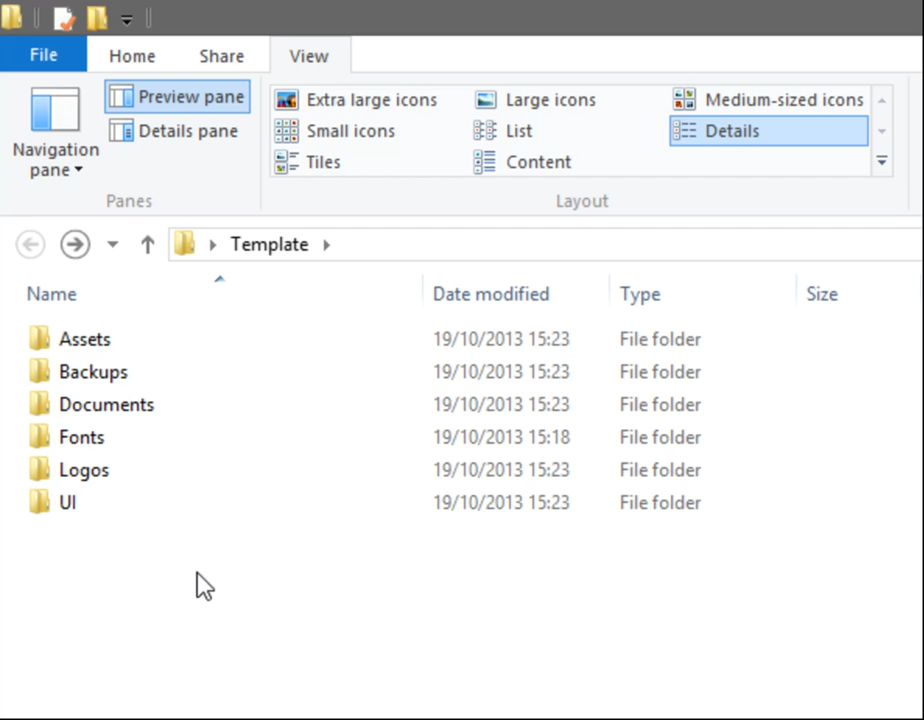 File Home Share View
Preview pane Extra large icons Large icons Medium-sized icons
Navigation pane Details pane Small icons List Details
Tiles Content
Panes Layout
Template
Name Date modified Type Size
Assets 19/10/2013 15:23 File folder
Backups 19/10/2013 15:23 File folder
Documents 19/10/2013 15:23 File folder
Fonts 19/10/2013 15:18 File folder
Logos 19/10/2013 15:23 File folder
UI 19/10/2013 15:23 File folder